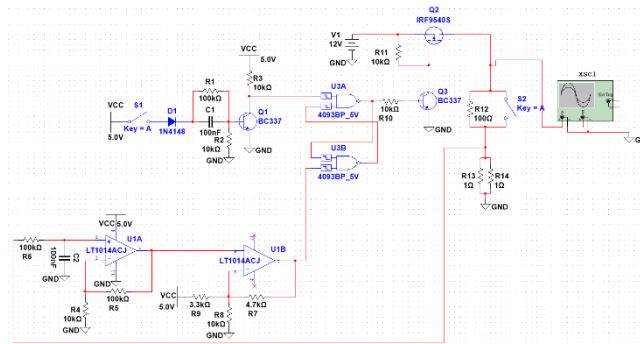 Q2
IRF9540S
V1
12V
GND
R11
10kΩ
XSC1
VCC
5.0V
R3
10kΩ
U3A
4093BP_5V
R1
100kΩ
C1
100nF
VCC
5.0V
S1
Key = A
D1
1N4148
Q1
BC337
R2
10kΩ
GND
GND
10kΩ
R10
Q3
BC337
GND
R12
100Ω
S2
Key = A
U3B
4093BP_5V
R13
1Ω
R14
1Ω
GND
VCC
5.0V
U1A
LT1014ACJ
100kΩ
R6
C2
100nF
GND
U1B
LT1014ACJ
100kΩ
R5
R4
10kΩ
GND
VCC
5.0V
3.3kΩ
R9
R8
10kΩ
GND
4.7kΩ
R7